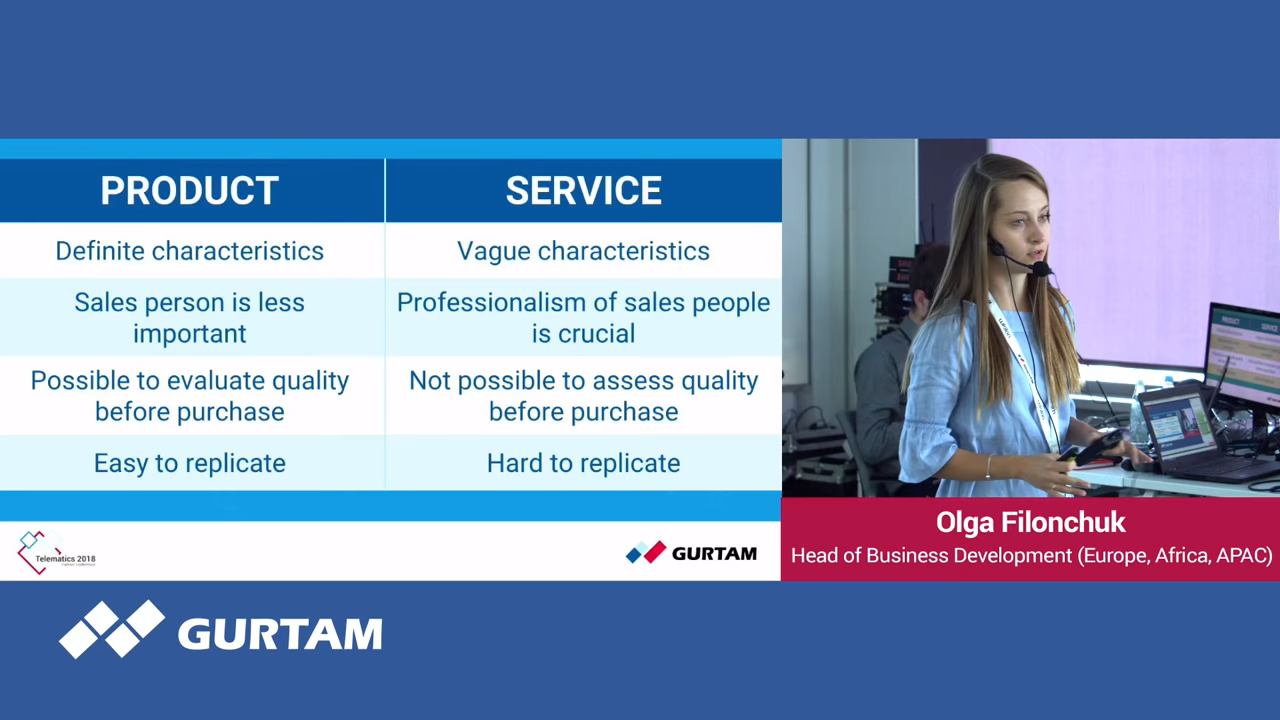 PRODUCT
SERVICE
Definite characteristics
Vague characteristics
Sales person is less
important
Professionalism of sales people
is crucial
Possible to evaluate quality
before purchase
Not possible to assess quality
before purchase
Easy to replicate
Hard to replicate
Telematics 2018
GURTAM
Olga Filonchuk
Head of Business Development (Europe, Africa, APAC)
GURTAM
PRODUCT
SERVICE